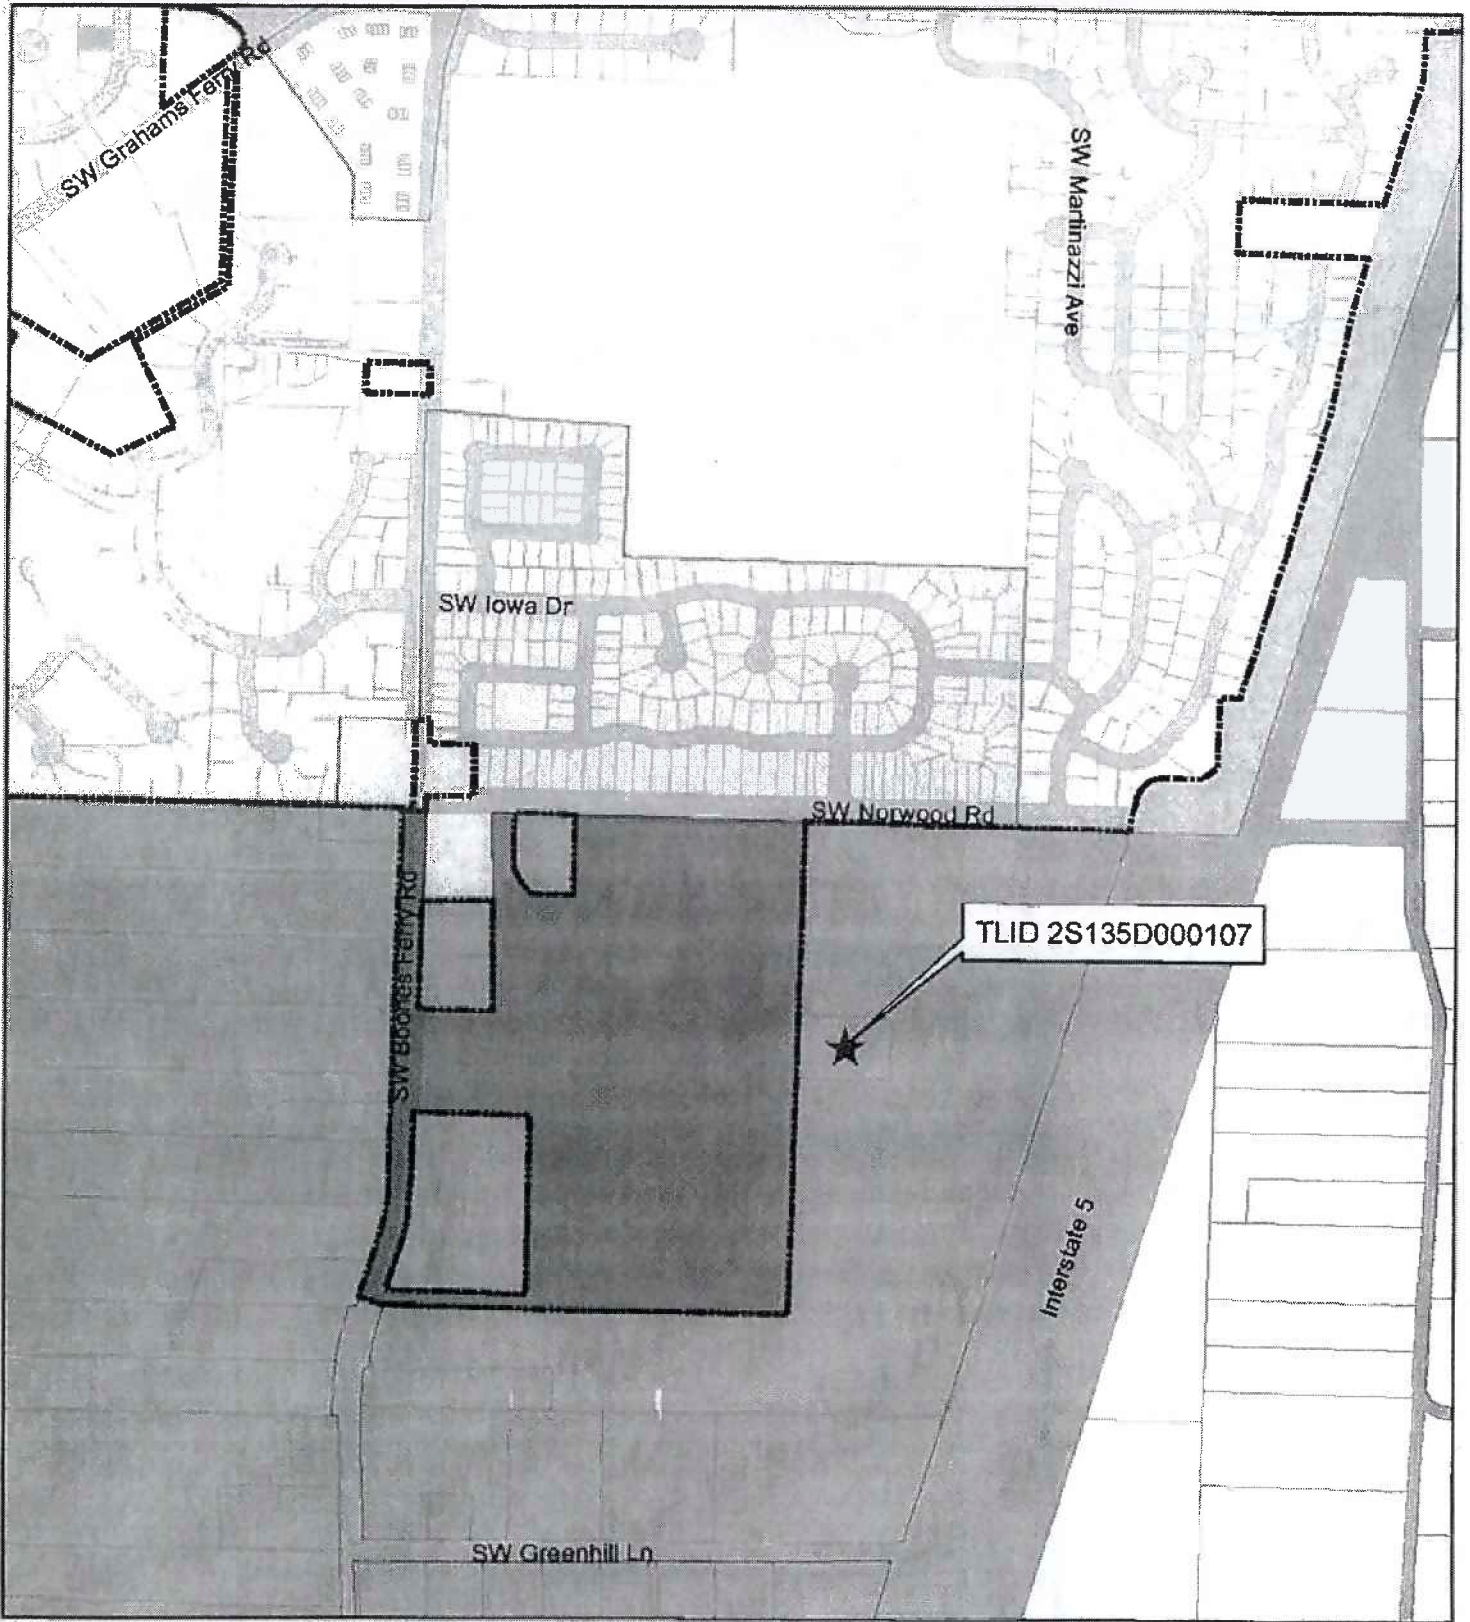 SW Grahams Ferry Rd
SW Martinazzi Ave
SW Iowa Dr
SW Norwood Rd
SW Boones Ferry Rd
TLID 2S135D000107
Interstate 5
SW Greenhill Ln